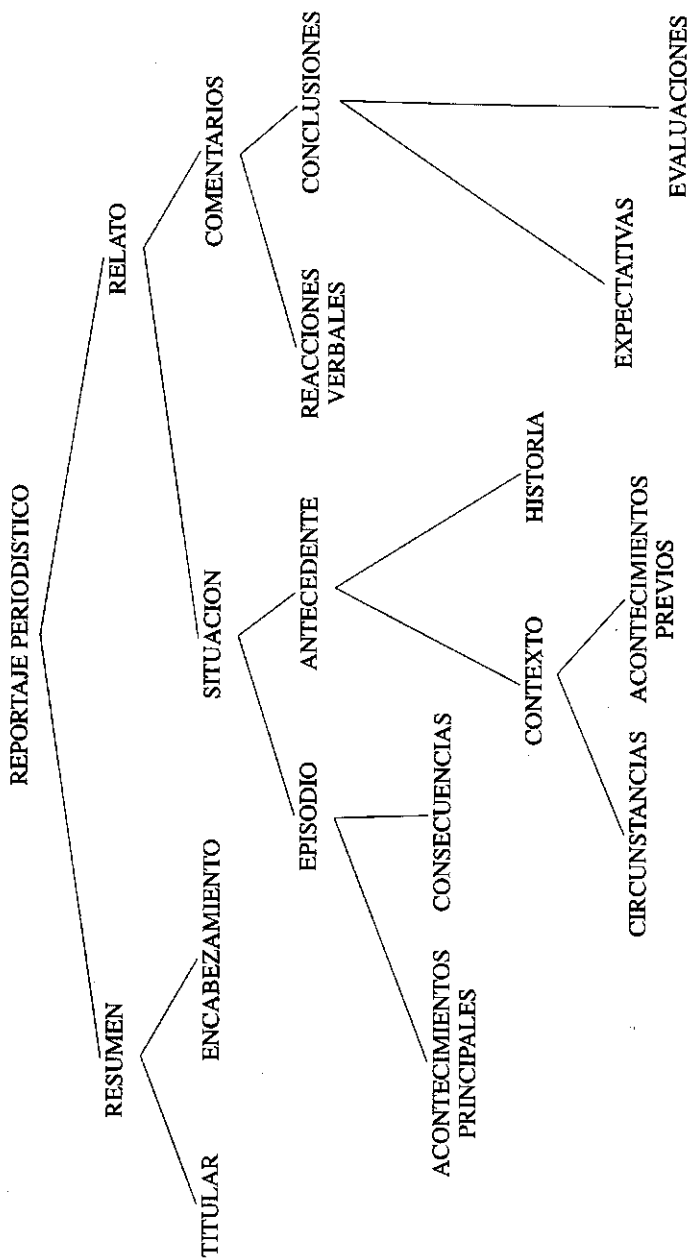 REPORTAJE PERIODISTICO
RESUMEN
RELATO
TITULAR
ENCABEZAMIENTO
SITUACION
COMENTARIOS
EPISODIO
ANTECEDENTE
REACCIONES
VERBALES
CONCLUSIONES
ACONTECIMIENTOS
PRINCIPALES
CONSECUENCIAS
CONTEXTO
HISTORIA
EXPECTATIVAS
EVALUACIONES
CIRCUNSTANCIAS
ACONTECIMIENTOS
PREVIOS